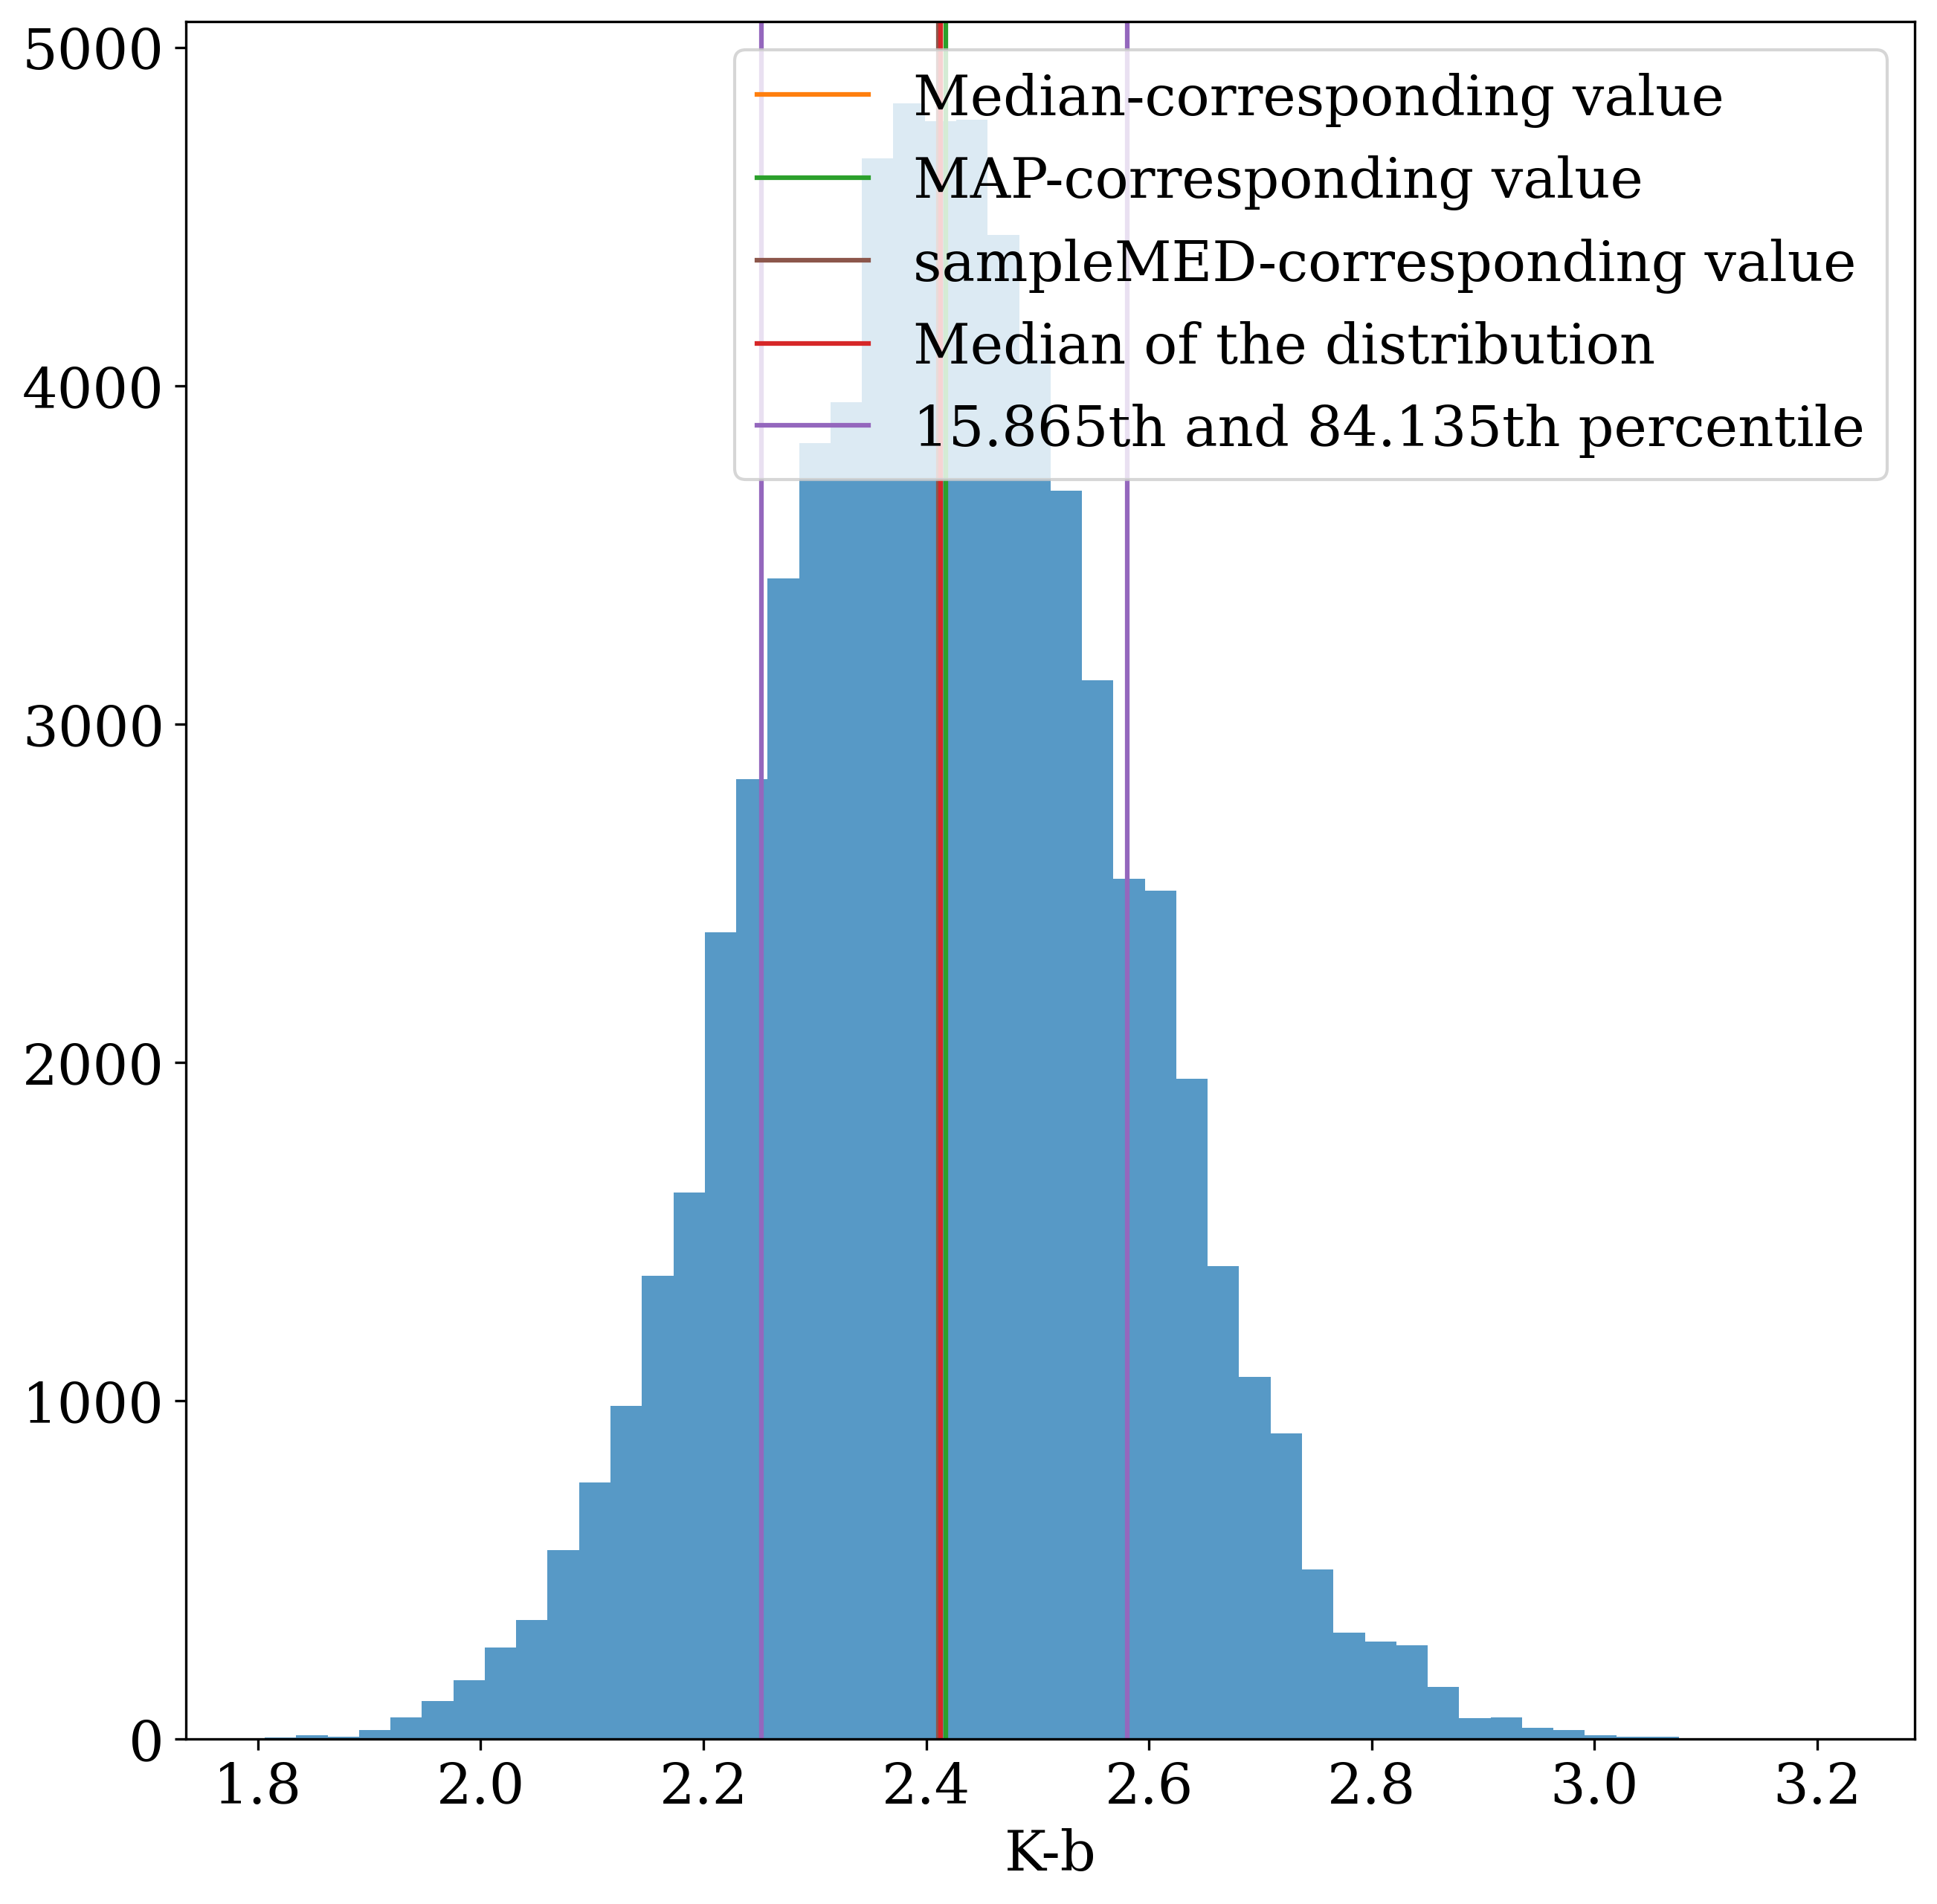 5000
4000
3000
2000
1000
0
Median-corresponding value
MAP-corresponding value
sampleMED-corresponding value
Median of the distribution
15.865th and 84.135th percentile
1.8 2.0 2.2 2.4 2.6 2.8 3.0 3.2
K-b